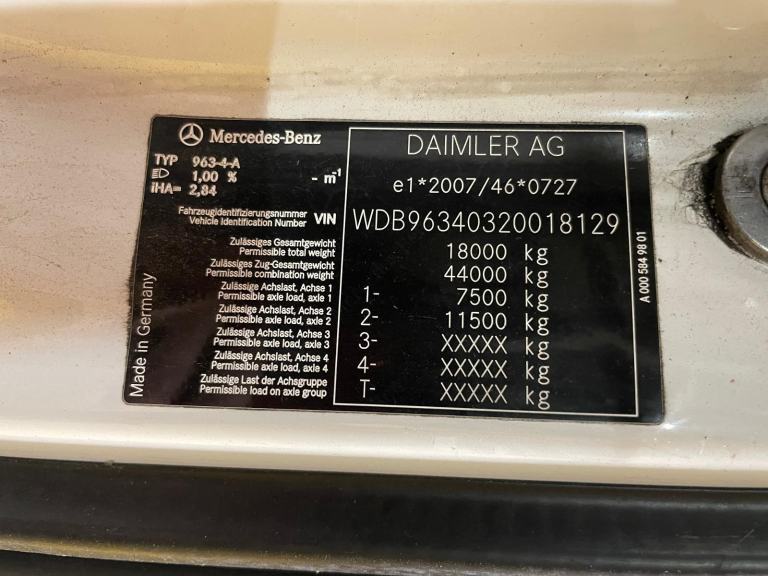 Mercedes-Benz
DAIMLER AG
TYP 963-4-A
1,00 % - m-1
iHA= 2,84
e1*2007/46*0727
Fahrzeugidentifizierungsnummer
Vehicle Identification Number VIN WDB96340320018129
Zulässiges Gesamtgewicht
Permissible total weight 18000 kg
Zulässiges Zug-Gesamtgewicht
Permissible combination weight 44000 kg
Zulässige Achslast, Achse 1
Permissible axle load, axle 1 1- 7500 kg
Zulässige Achslast, Achse 2
Permissible axle load, axle 2 2- 11500 kg
Zulässige Achslast, Achse 3
Permissible axle load, axle 3 3- XXXXX kg
Zulässige Achslast, Achse 4
Permissible axle load, axle 4 4- XXXXX kg
Zulässige Last der Achsgruppe
Permissible load on axle group T- XXXXX kg
Made in Germany
A 000 584 98 01